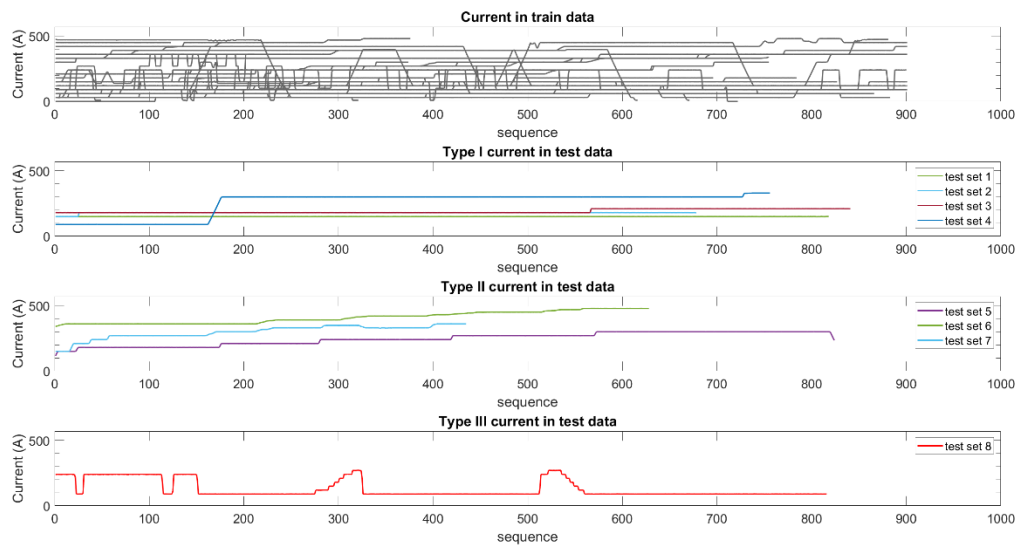 Current in train data
500
Current (A)
0
0 100 200 300 400 500 600 700 800 900 1000
sequence
Type I current in test data
500
Current (A)
0
test set 1
test set 2
test set 3
test set 4
0 100 200 300 400 500 600 700 800 900 1000
sequence
Type II current in test data
500
Current (A)
0
test set 5
test set 6
test set 7
0 100 200 300 400 500 600 700 800 900 1000
sequence
Type III current in test data
500
Current (A)
0
test set 8
0 100 200 300 400 500 600 700 800 900 1000
sequence